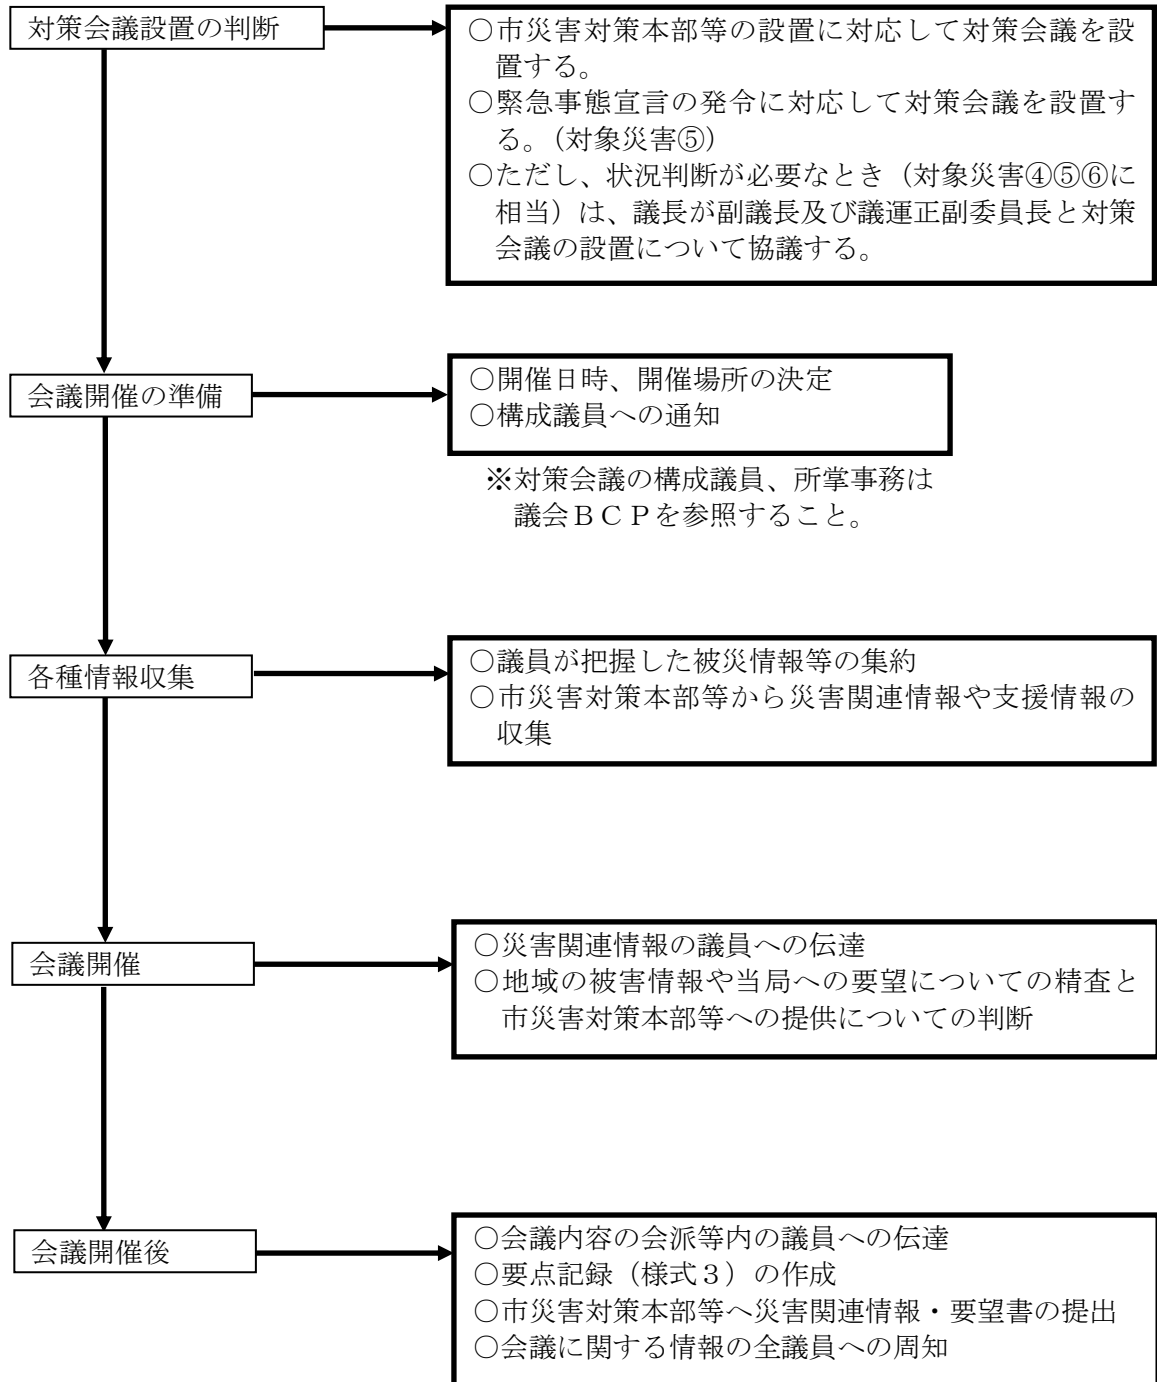 対策会議設置の判断
○市災害対策本部等の設置に対応して対策会議を設
置する。
○緊急事態宣言の発令に対応して対策会議を設置す
る。（対象災害⑤）
○ただし、状況判断が必要なとき（対象災害④⑤⑥に
相当）は、議長が副議長及び議運正副委員長と対策
会議の設置について協議する。
会議開催の準備
○開催日時、開催場所の決定
○構成議員への通知
※対策会議の構成議員、所掌事務は
議会ＢＣＰを参照すること。
各種情報収集
○議員が把握した被災情報等の集約
○市災害対策本部等から災害関連情報や支援情報の
収集
会議開催
○災害関連情報の議員への伝達
○地域の被害情報や当局への要望についての精査と
市災害対策本部等への提供についての判断
会議開催後
○会議内容の会派等内の議員への伝達
○要点記録（様式３）の作成
○市災害対策本部等へ災害関連情報・要望書の提出
○会議に関する情報の全議員への周知